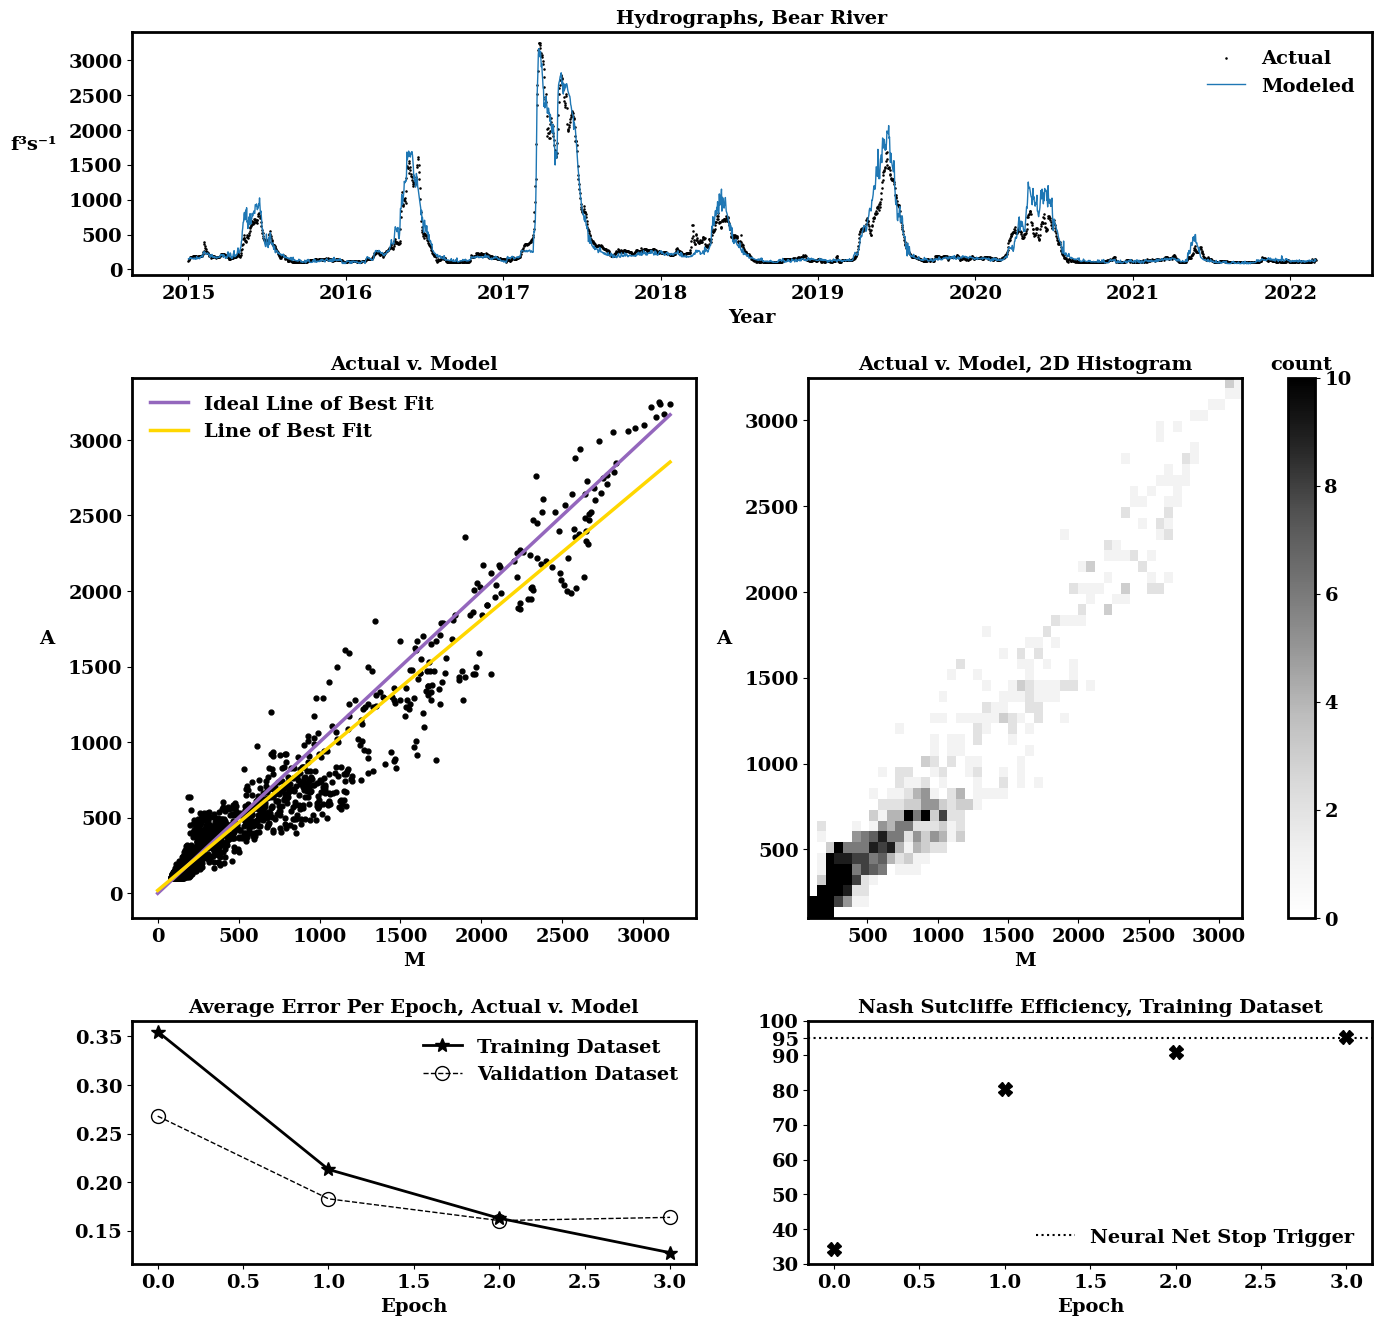 Hydrographs, Bear River
3000
2500
2000
1500
1000
500
0
f³s⁻¹
Actual
Modeled
2015 2016 2017 2018 2019 2020 2021 2022
Year
Actual v. Model
3000
2500
2000
1500
1000
500
0
A
Ideal Line of Best Fit
Line of Best Fit
0 500 1000 1500 2000 2500 3000
M
Actual v. Model, 2D Histogram
3000
2500
2000
1500
1000
500
A
500 1000 1500 2000 2500 3000
M
count
10
8
6
4
2
0
Average Error Per Epoch, Actual v. Model
0.35
0.30
0.25
0.20
0.15
Training Dataset
Validation Dataset
0.0 0.5 1.0 1.5 2.0 2.5 3.0
Epoch
Nash Sutcliffe Efficiency, Training Dataset
100
95
90
80
70
60
50
40
30
Neural Net Stop Trigger
0.0 0.5 1.0 1.5 2.0 2.5 3.0
Epoch